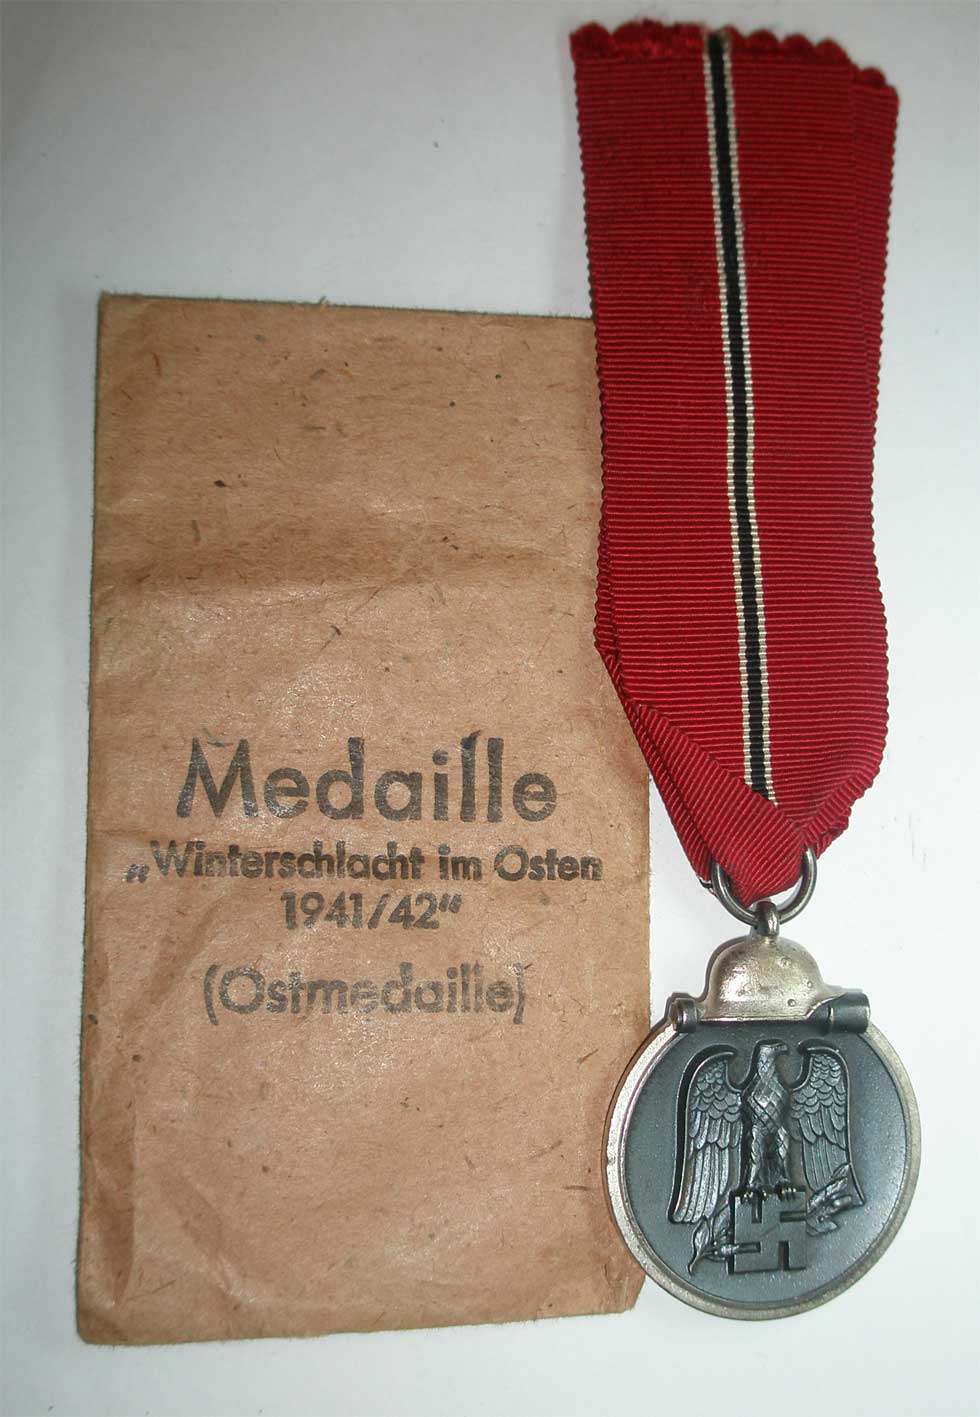 Medaille
„Winterschlacht im Osten
1941/42“
(Ostmedaille)